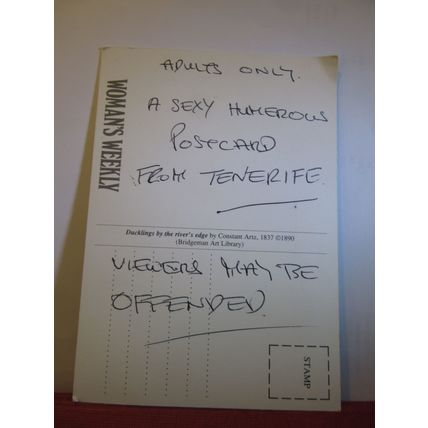 ADULTS ONLY.
A SEXY HUMEROUS
POSTCARD
FROM TENERIFE.
WOMAN'S WEEKLY
Ducklings by the river's edge by Constant Artz, 1837 ©1890
(Bridgeman Art Library)
VIEWERS MAY BE
OFFENDED.
STAMP